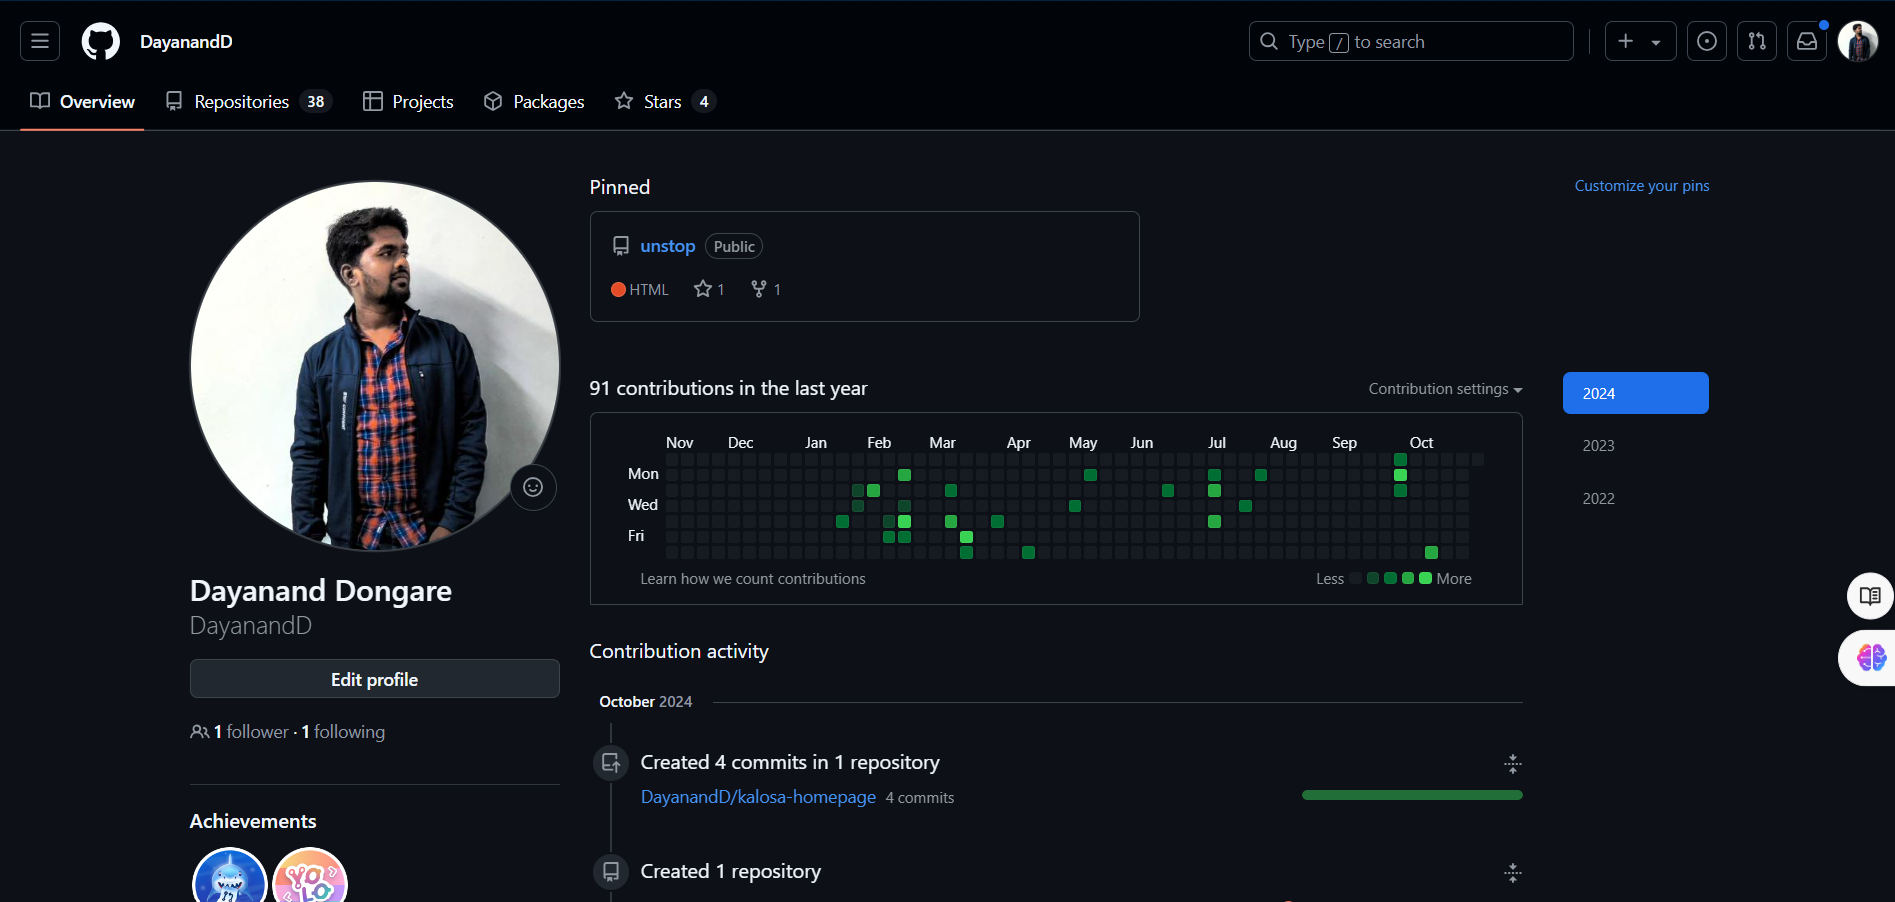 DayanandD
Type / to search
Overview
Repositories 38
Projects
Packages
Stars 4
Pinned
Customize your pins
unstop Public
HTML 1 1
91 contributions in the last year
Contribution settings
2024
2023
2022
Nov Dec Jan Feb Mar Apr May Jun Jul Aug Sep Oct
Mon
Wed
Fri
Learn how we count contributions
Less More
Dayanand Dongare
DayanandD
Edit profile
1 follower · 1 following
Achievements
YOLO
Contribution activity
October 2024
Created 4 commits in 1 repository
DayanandD/kalosa-homepage 4 commits
Created 1 repository